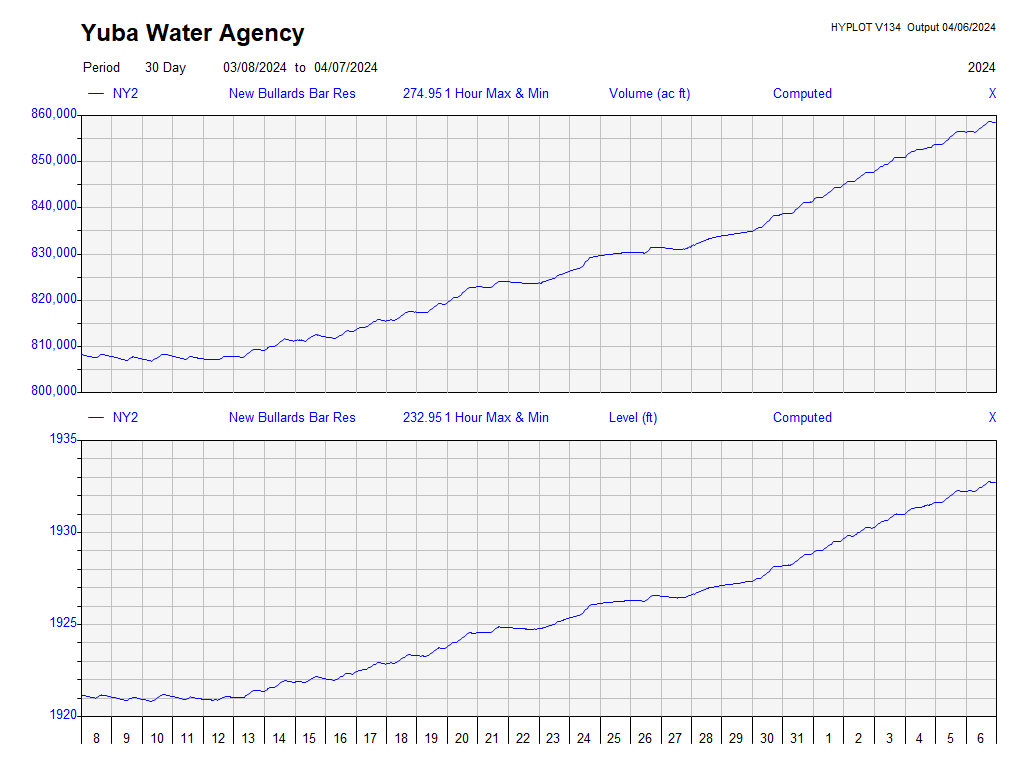 Yuba Water Agency
HYPLOT V134 Output 04/06/2024
Period 30 Day 03/08/2024 to 04/07/2024 2024
NY2 New Bullards Bar Res 274.95 1 Hour Max & Min Volume (ac ft) Computed X
860,000
850,000
840,000
830,000
820,000
810,000
800,000
NY2 New Bullards Bar Res 232.95 1 Hour Max & Min Level (ft) Computed X
1935
1930
1925
1920
8 9 10 11 12 13 14 15 16 17 18 19 20 21 22 23 24 25 26 27 28 29 30 31 1 2 3 4 5 6